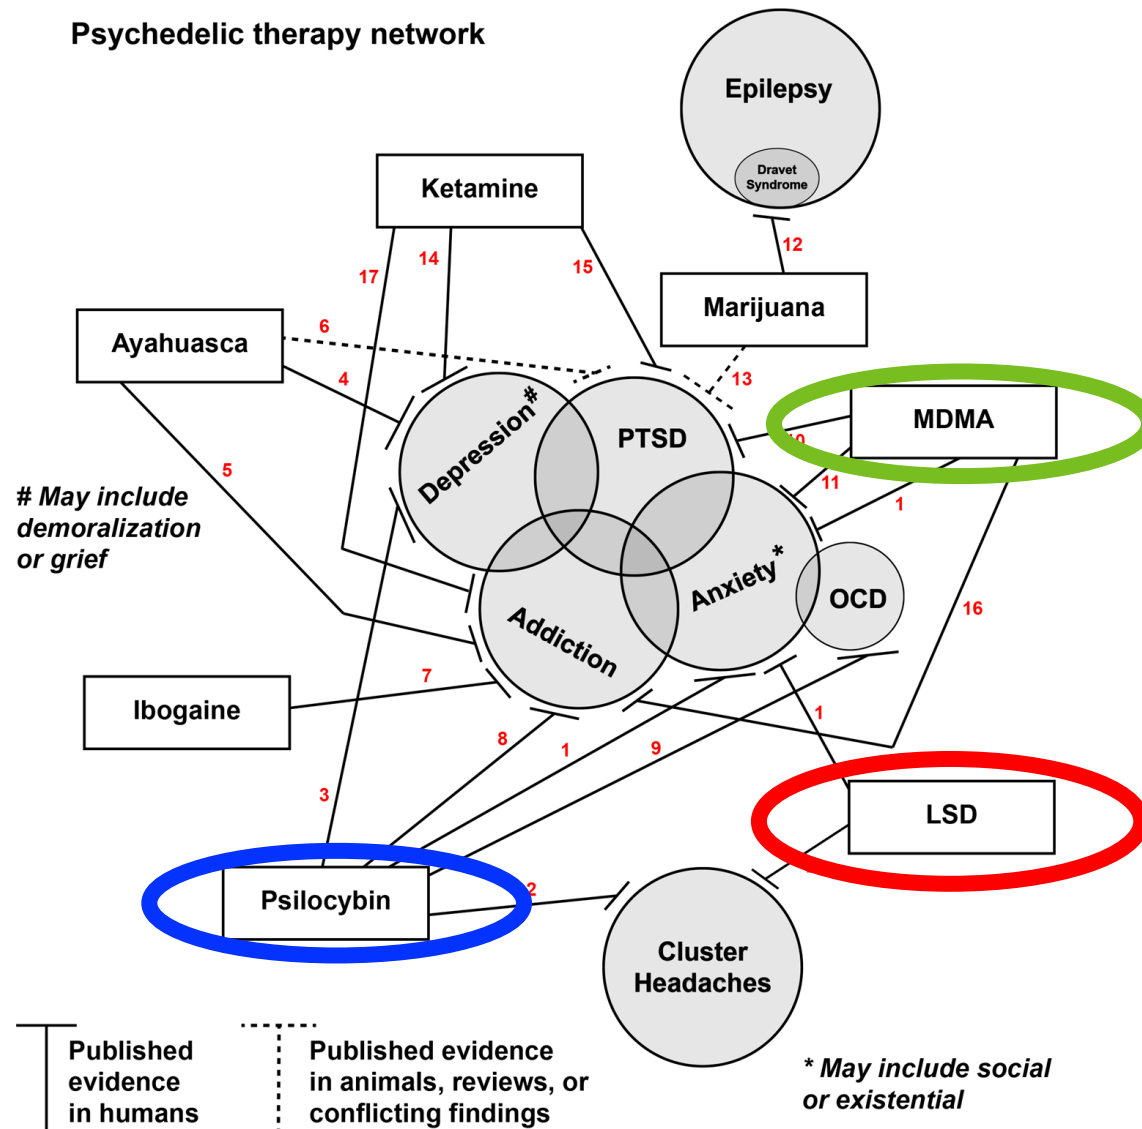 Psychedelic therapy network
Epilepsy
Dravet
Syndrome
Ketamine
12
14
15
17
Marijuana
6
Ayahuasca
4
13
Depression#
PTSD
MDMA
10
11
1
5
# May include
demoralization
or grief
Anxiety*
OCD
16
Addiction
7
Ibogaine
8
1
9
1
3
LSD
Psilocybin
2
Cluster
Headaches
Published
evidence
in humans
Published evidence
in animals, reviews, or
conflicting findings
* May include social
or existential